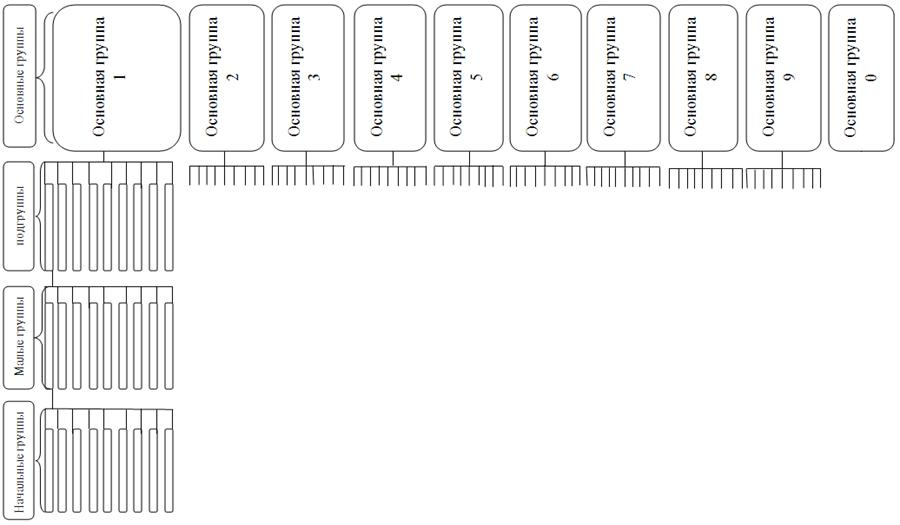 Основные группы
Основная группа
1
Основная группа
2
Основная группа
3
Основная группа
4
Основная группа
5
Основная группа
6
Основная группа
7
Основная группа
8
Основная группа
9
Основная группа
0
подгруппы
Малые группы
Начальные группы